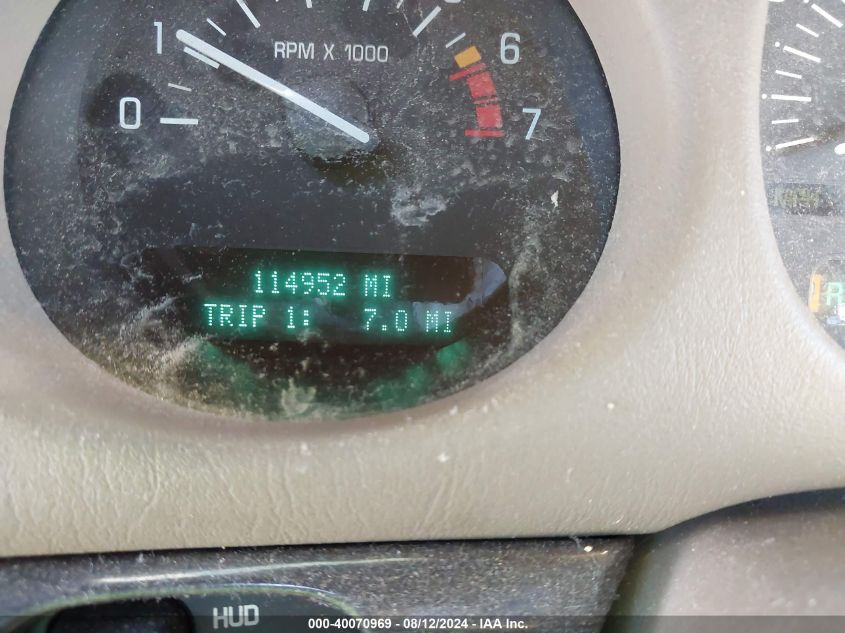 1
RPM X 1000
6
0
7
114952 MI
TRIP 1: 7.0 MI
R
HUD
000-40070969 - 08/12/2024 - IAA Inc.